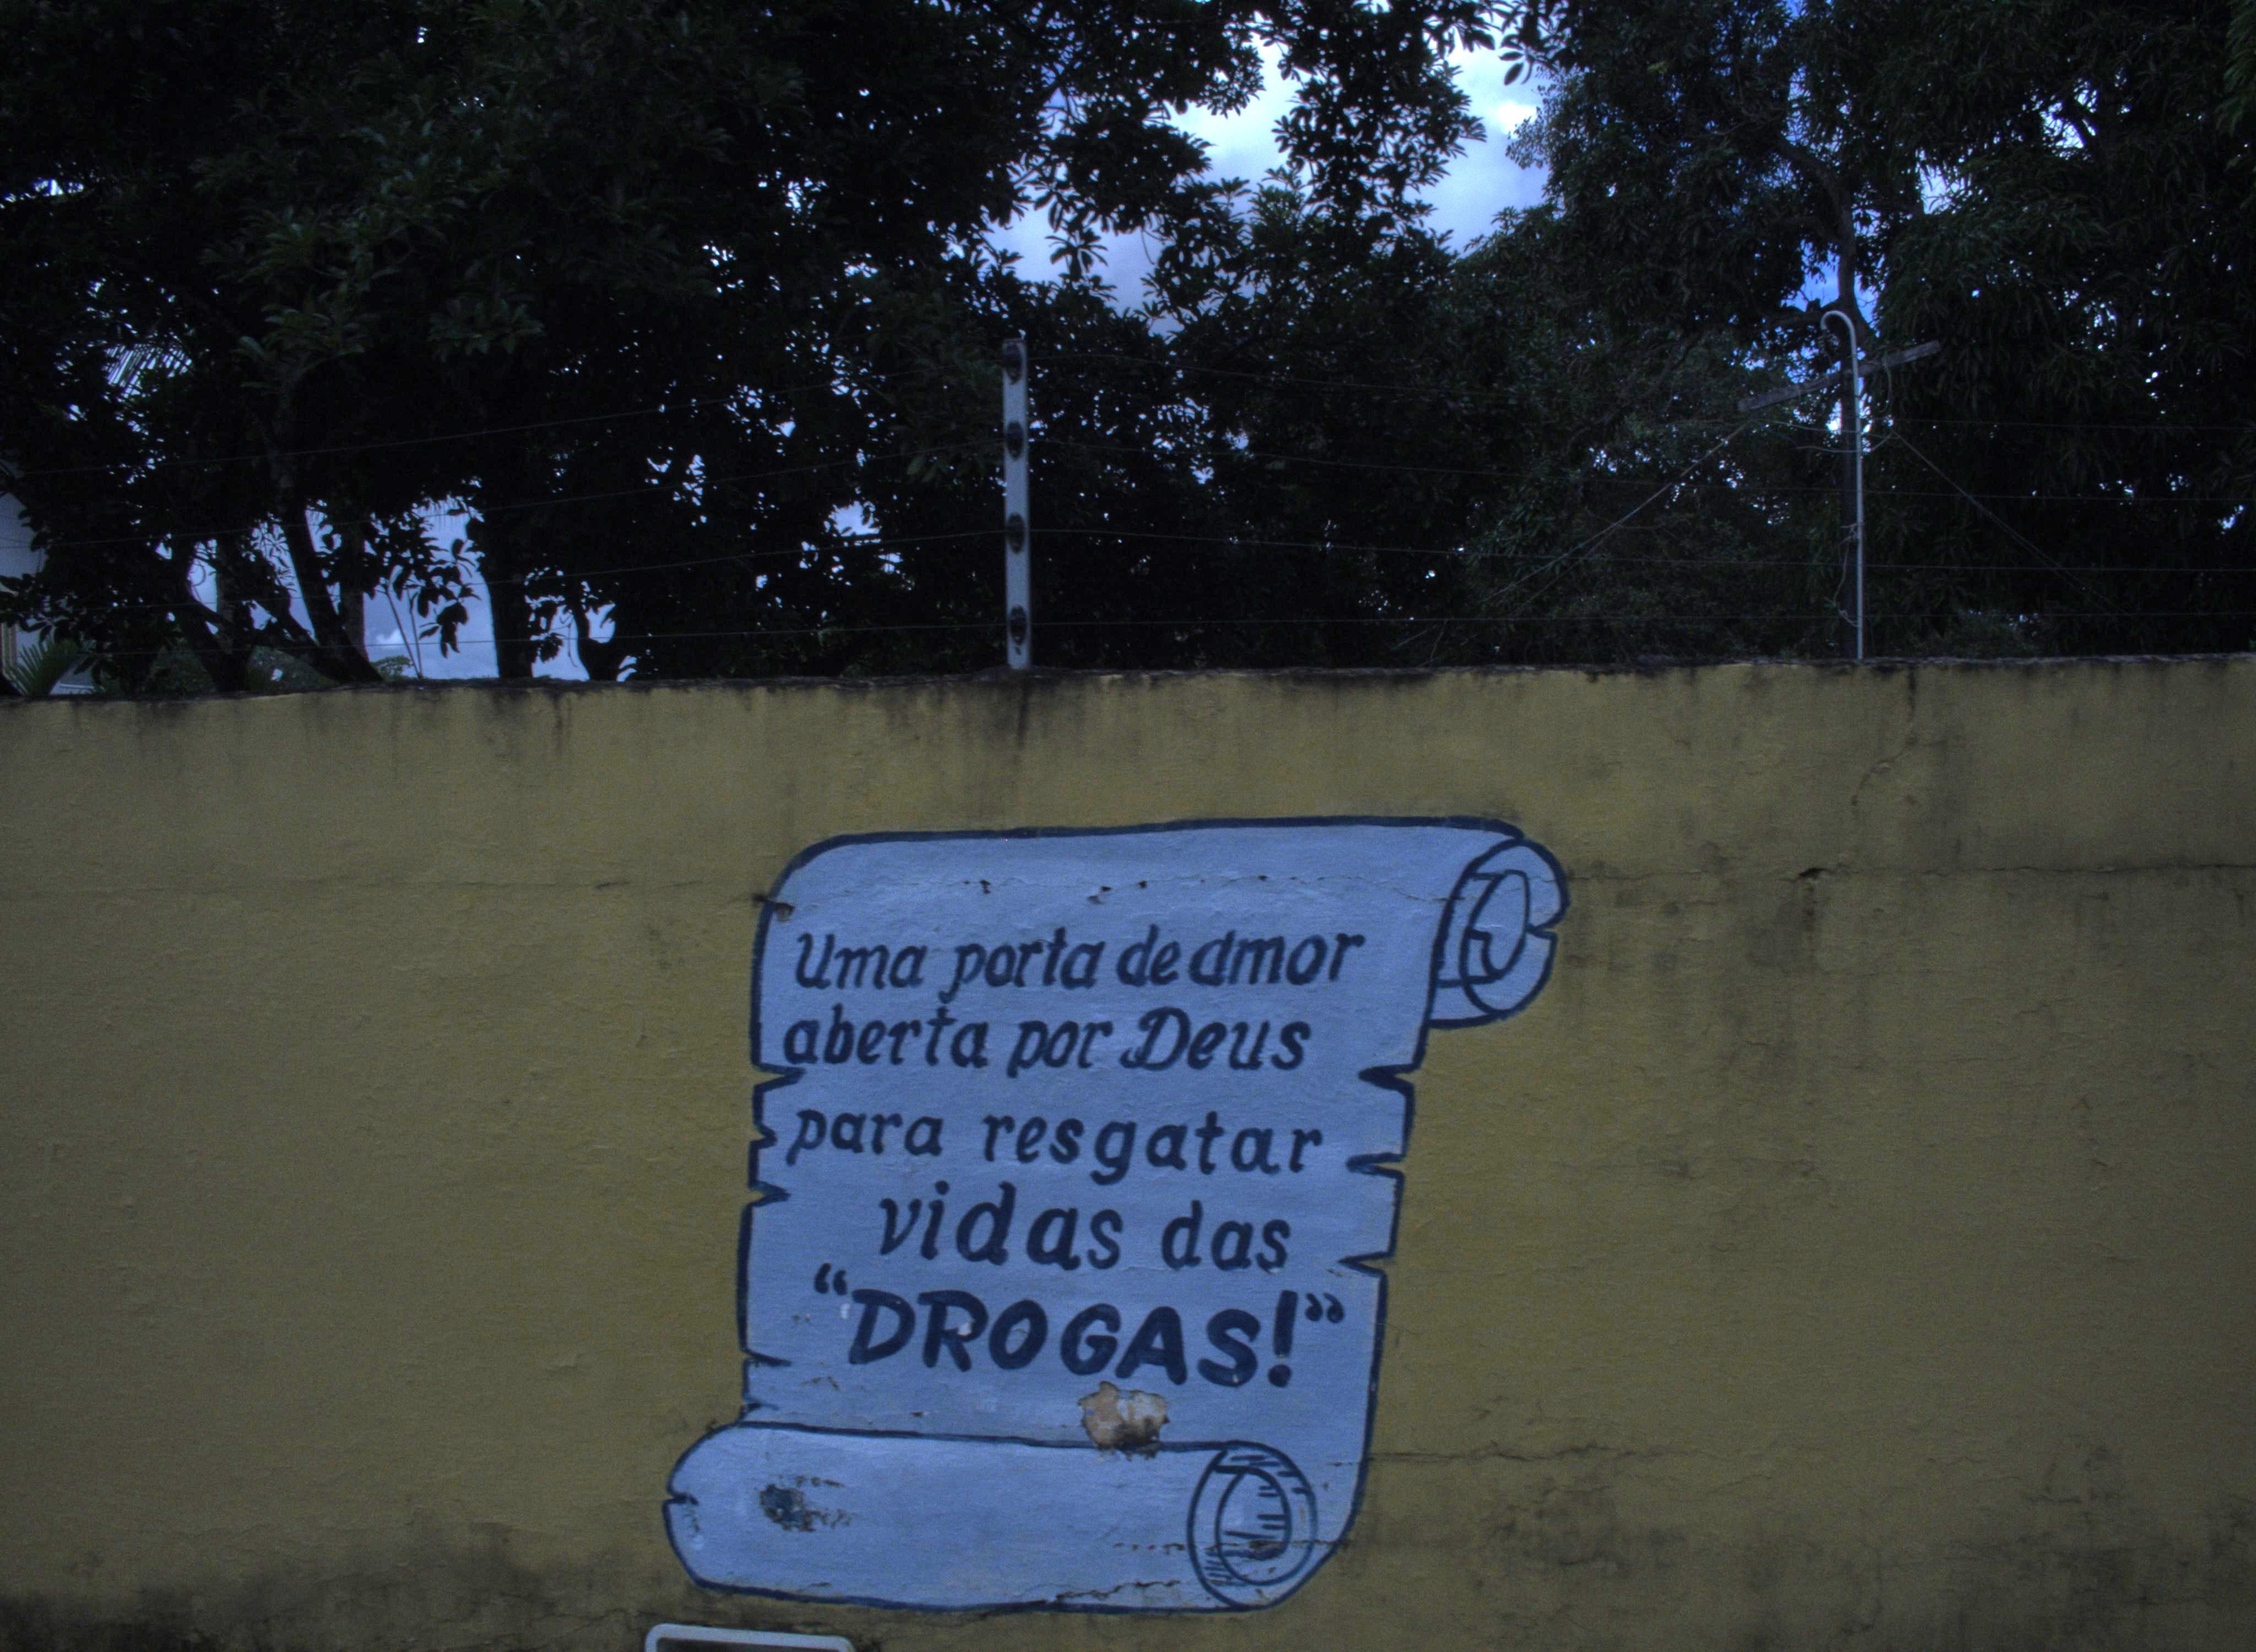 Uma porta de amor
aberta por Deus
para resgatar
vidas das
“DROGAS!”